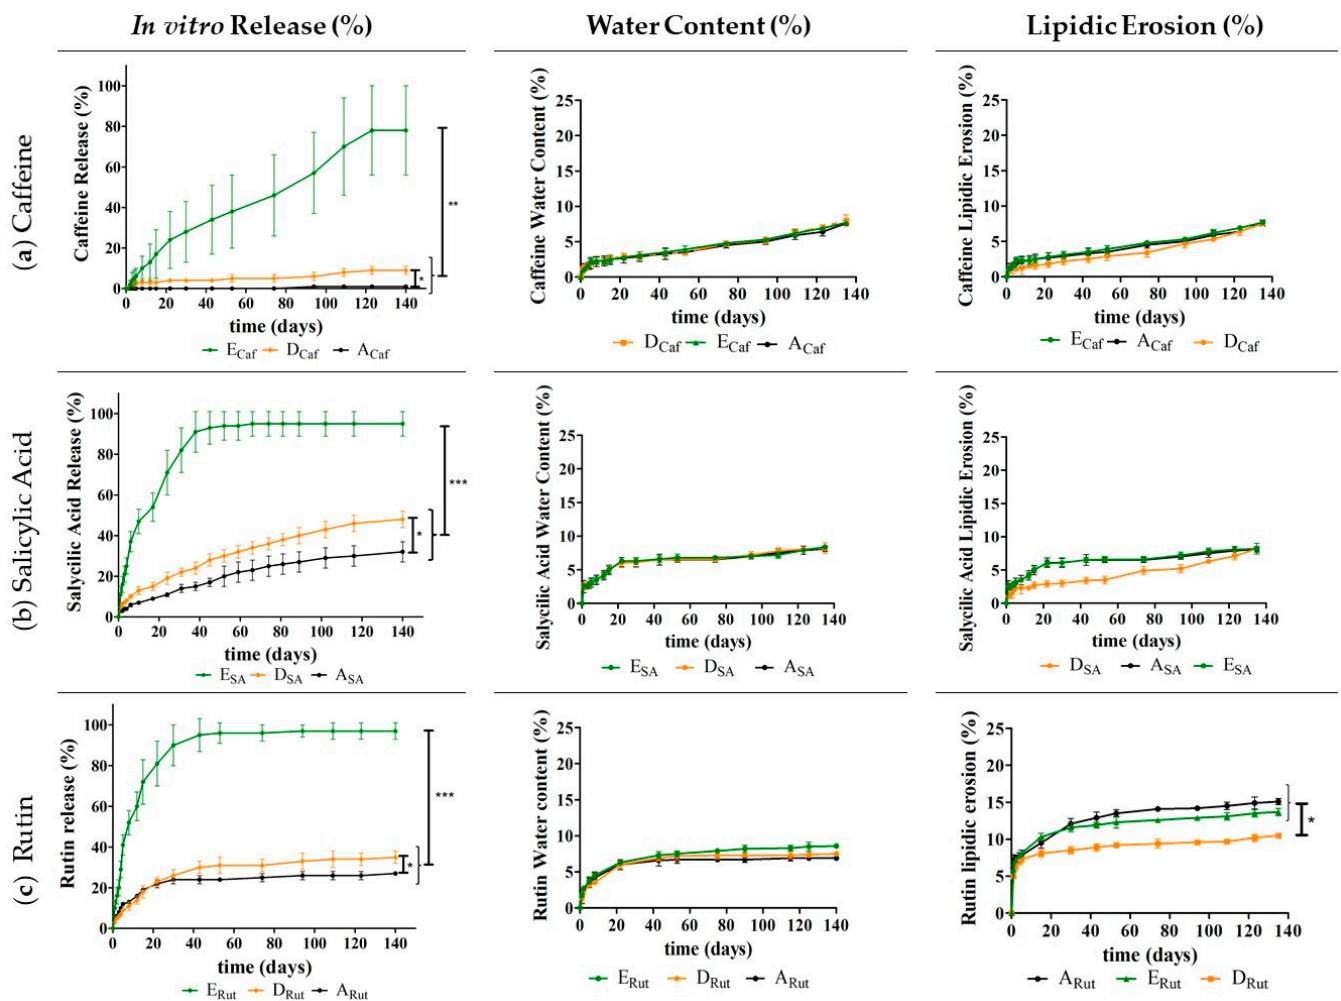 In vitro Release (%)
Water Content (%)
Lipidic Erosion (%)
(a) Caffeine
Caffeine Release (%)
100
80
60
40
20
0
0 20 40 60 80 100 120 140
time (days)
**
*
ECaf DCaf ACaf
Caffeine Water Content (%)
25
20
15
10
5
0
0 20 40 60 80 100 120 140
time (days)
DCaf ECaf ACaf
Caffeine Lipidic Erosion (%)
25
20
15
10
5
0
0 20 40 60 80 100 120 140
time (days)
ECaf ACaf DCaf
(b) Salicylic Acid
Salycilic Acid Release (%)
100
80
60
40
20
0
0 20 40 60 80 100 120 140
time (days)
***
*
ESA DSA ASA
Salycilic Acid Water Content (%)
25
20
15
10
5
0
0 20 40 60 80 100 120 140
time (days)
ESA DSA ASA
Salycilic Acid Lipidic Erosion (%)
25
20
15
10
5
0
0 20 40 60 80 100 120 140
time (days)
DSA ASA ESA
(c) Rutin
Rutin release (%)
100
80
60
40
20
0
0 20 40 60 80 100 120 140
time (days)
***
*
ERut DRut ARut
Rutin Water content (%)
25
20
15
10
5
0
0 20 40 60 80 100 120 140
time (days)
ERut DRut ARut
Rutin lipidic erosion (%)
25
20
15
10
5
0
0 20 40 60 80 100 120 140
time (days)
*
ARut ERut DRut